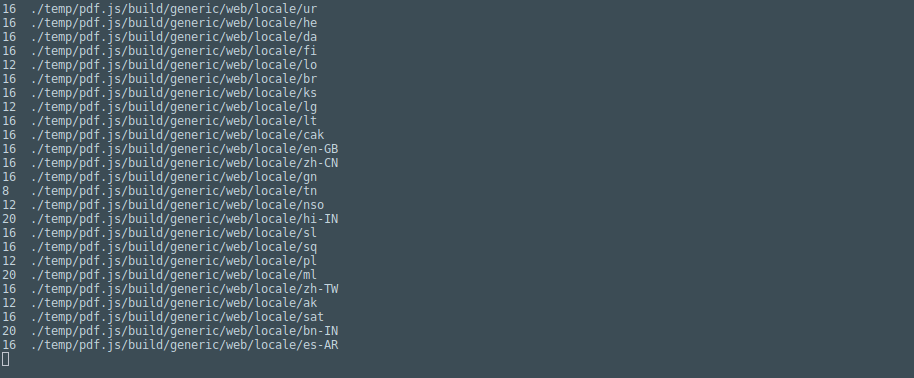 16  ./temp/pdf.js/build/generic/web/locale/ur
16  ./temp/pdf.js/build/generic/web/locale/he
16  ./temp/pdf.js/build/generic/web/locale/da
16  ./temp/pdf.js/build/generic/web/locale/fi
12  ./temp/pdf.js/build/generic/web/locale/lo
16  ./temp/pdf.js/build/generic/web/locale/br
16  ./temp/pdf.js/build/generic/web/locale/ks
12  ./temp/pdf.js/build/generic/web/locale/lg
16  ./temp/pdf.js/build/generic/web/locale/lt
16  ./temp/pdf.js/build/generic/web/locale/cak
16  ./temp/pdf.js/build/generic/web/locale/en-GB
16  ./temp/pdf.js/build/generic/web/locale/zh-CN
16  ./temp/pdf.js/build/generic/web/locale/gn
8   ./temp/pdf.js/build/generic/web/locale/tn
12  ./temp/pdf.js/build/generic/web/locale/nso
20  ./temp/pdf.js/build/generic/web/locale/hi-IN
16  ./temp/pdf.js/build/generic/web/locale/sl
16  ./temp/pdf.js/build/generic/web/locale/sq
12  ./temp/pdf.js/build/generic/web/locale/pl
20  ./temp/pdf.js/build/generic/web/locale/ml
16  ./temp/pdf.js/build/generic/web/locale/zh-TW
12  ./temp/pdf.js/build/generic/web/locale/ak
16  ./temp/pdf.js/build/generic/web/locale/sat
20  ./temp/pdf.js/build/generic/web/locale/bn-IN
16  ./temp/pdf.js/build/generic/web/locale/es-AR